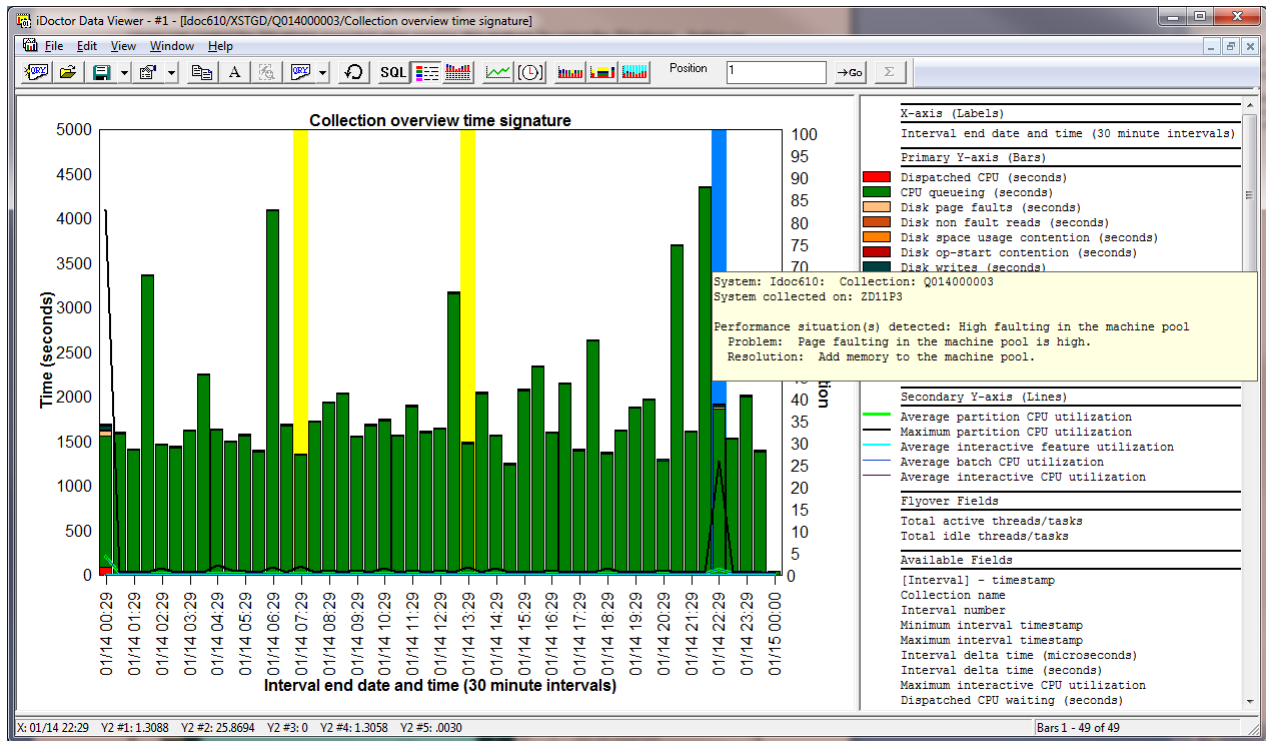 iDoctor Data Viewer - #1 - [Idoc610/XSTGD/Q014000003/Collection overview time signature]
File Edit View Window Help
QRY A QRY SQL Position 1 Go Σ
Collection overview time signature
5000
4500
4000
3500
3000
2500
2000
1500
1000
500
0
Time (seconds)
100
95
90
85
80
75
70
40
35
30
25
20
15
10
5
0
01/14 00:29
01/14 01:29
01/14 02:29
01/14 03:29
01/14 04:29
01/14 05:29
01/14 06:29
01/14 07:29
01/14 08:29
01/14 09:29
01/14 10:29
01/14 11:29
01/14 12:29
01/14 13:29
01/14 14:29
01/14 15:29
01/14 16:29
01/14 17:29
01/14 18:29
01/14 19:29
01/14 20:29
01/14 21:29
01/14 22:29
01/14 23:29
01/15 00:00
Interval end date and time (30 minute intervals)
X-axis (Labels)
Interval end date and time (30 minute intervals)
Primary Y-axis (Bars)
Dispatched CPU (seconds)
CPU queueing (seconds)
Disk page faults (seconds)
Disk non fault reads (seconds)
Disk space usage contention (seconds)
Disk op-start contention (seconds)
Disk writes (seconds)
System: Idoc610: Collection: Q014000003
System collected on: ZD11P3
Performance situation(s) detected: High faulting in the machine pool
Problem: Page faulting in the machine pool is high.
Resolution: Add memory to the machine pool.
Secondary Y-axis (Lines)
Average partition CPU utilization
Maximum partition CPU utilization
Average interactive feature utilization
Average batch CPU utilization
Average interactive CPU utilization
Flyover Fields
Total active threads/tasks
Total idle threads/tasks
Available Fields
[Interval] - timestamp
Collection name
Interval number
Minimum interval timestamp
Maximum interval timestamp
Interval delta time (microseconds)
Interval delta time (seconds)
Maximum interactive CPU utilization
Dispatched CPU waiting (seconds)
X: 01/14 22:29 Y2 #1: 1.3088 Y2 #2: 25.8694 Y2 #3: 0 Y2 #4: 1.3058 Y2 #5: .0030
Bars 1 - 49 of 49